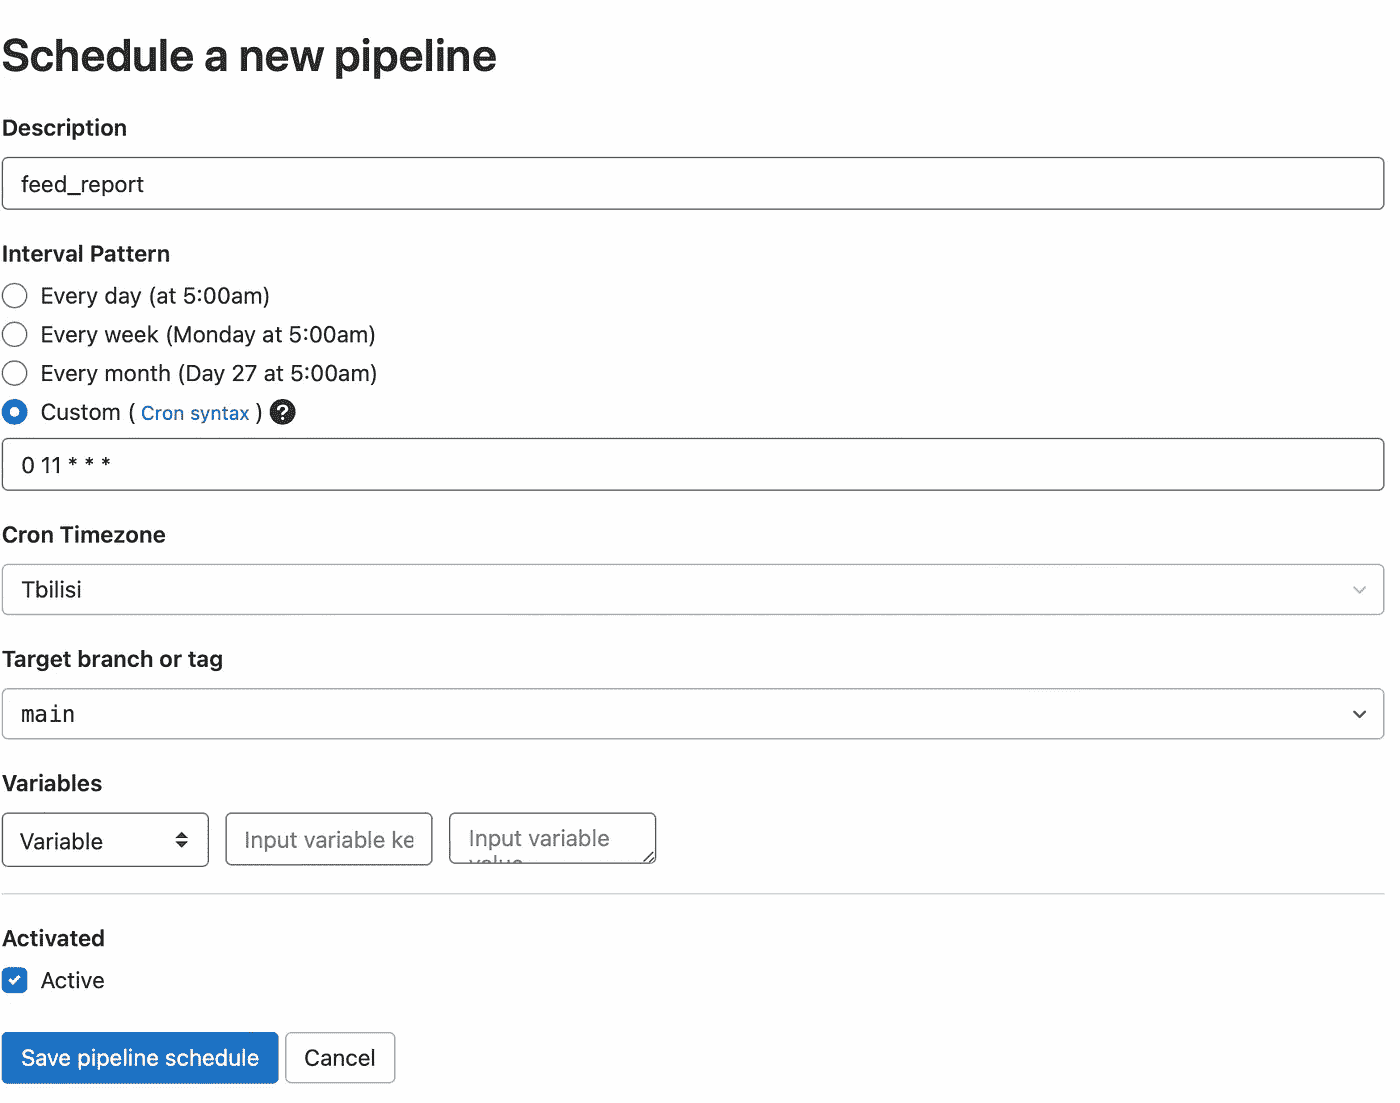 Schedule a new pipeline
Description
feed_report
Interval Pattern
Every day (at 5:00am)
Every week (Monday at 5:00am)
Every month (Day 27 at 5:00am)
Custom ( Cron syntax ) ?
0 11 * * *
Cron Timezone
Tbilisi
Target branch or tag
main
Variables
Variable Input variable ke Input variable
Activated
Active
Save pipeline schedule Cancel